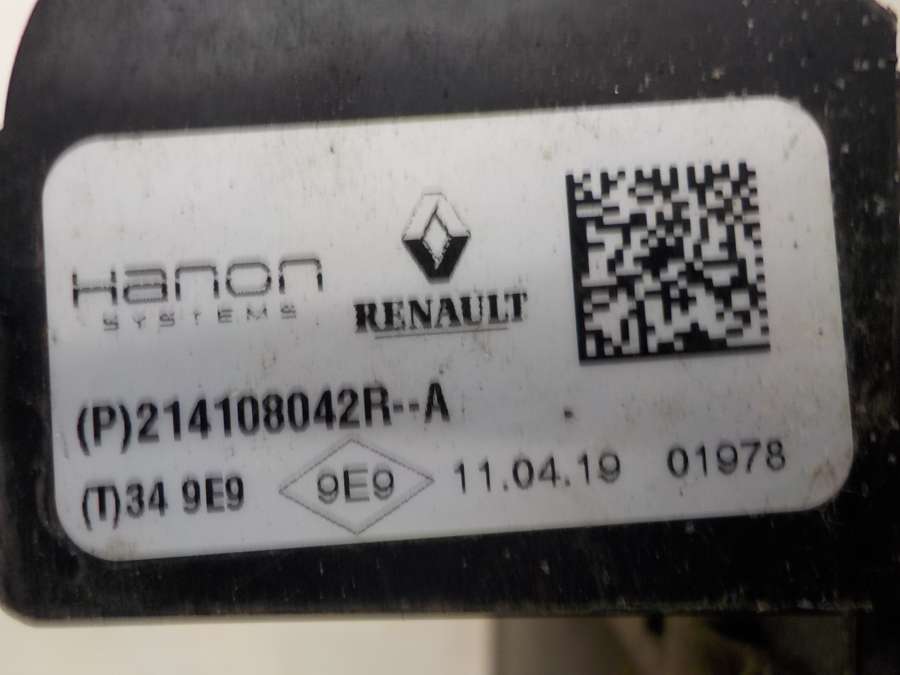 Hanon
SYSTEMS
RENAULT
(P)214108042R--A
(T)34 9E9 9E9 11.04.19 01978